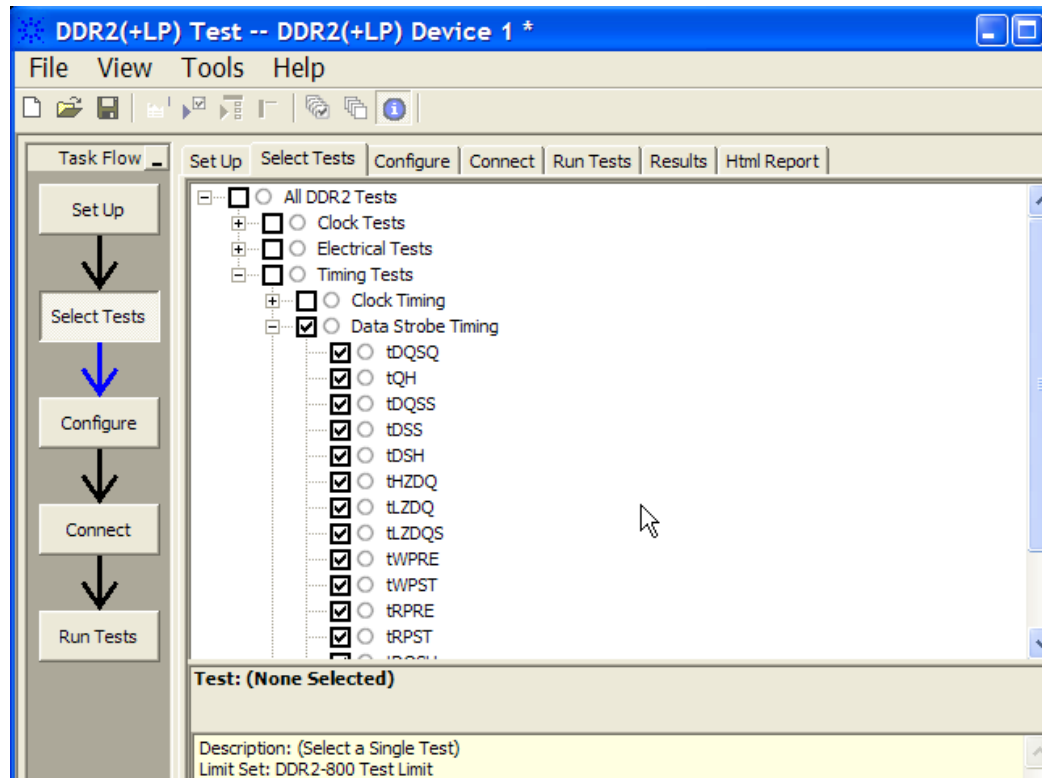 DDR2(+LP) Test -- DDR2(+LP) Device 1 *
File View Tools Help
Task Flow
Set Up Select Tests Configure Connect Run Tests Results Html Report
Set Up
Select Tests
Configure
Connect
Run Tests
All DDR2 Tests
Clock Tests
Electrical Tests
Timing Tests
Clock Timing
Data Strobe Timing
tDQSQ
tQH
tDQSS
tDSS
tDSH
tHZDQ
tLZDQ
tLZDQS
tWPRE
tWPST
tRPRE
tRPST
Test: (None Selected)
Description: (Select a Single Test)
Limit Set: DDR2-800 Test Limit